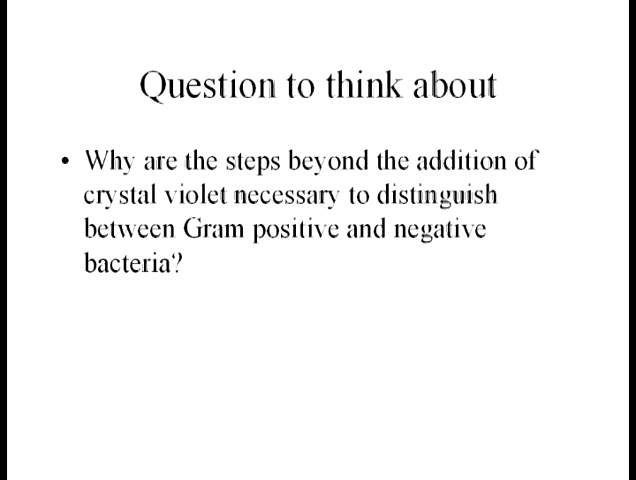 Question to think about
• Why are the steps beyond the addition of
crystal violet necessary to distinguish
between Gram positive and negative
bacteria?